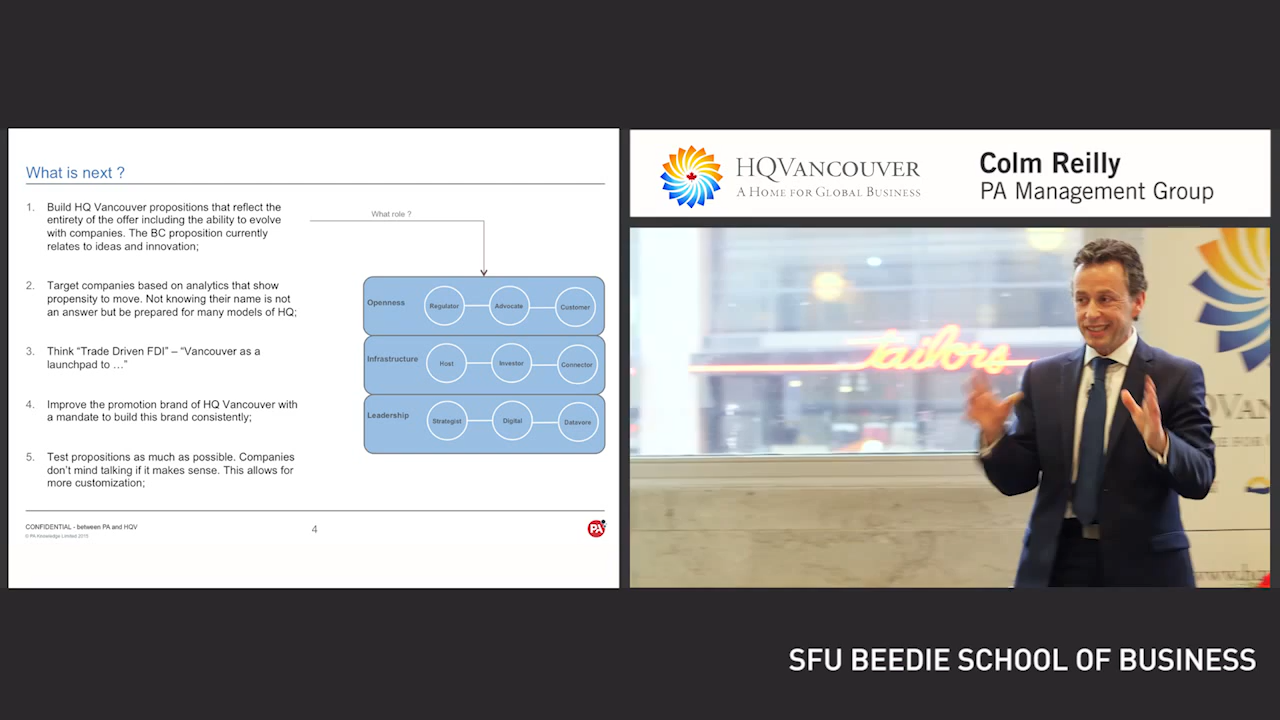 What is next ?
1. Build HQ Vancouver propositions that reflect the
entirety of the offer including the ability to evolve
with companies. The BC proposition currently
relates to ideas and innovation;
2. Target companies based on analytics that show
propensity to move. Not knowing their name is not
an answer but be prepared for many models of HQ;
3. Think “Trade Driven FDI” – “Vancouver as a
launchpad to …”
4. Improve the promotion brand of HQ Vancouver with
a mandate to build this brand consistently;
5. Test propositions as much as possible. Companies
don’t mind talking if it makes sense. This allows for
more customization;
What role ?
Openness
Regulator
Advocate
Customer
Infrastructure
Host
Investor
Connector
Leadership
Strategist
Digital
Datavore
CONFIDENTIAL - between PA and HQV
© PA Knowledge Limited 2015
4
PA
HQVANCOUVER
A HOME FOR GLOBAL BUSINESS
Colm Reilly
PA Management Group
tailors
SFU BEEDIE SCHOOL OF BUSINESS